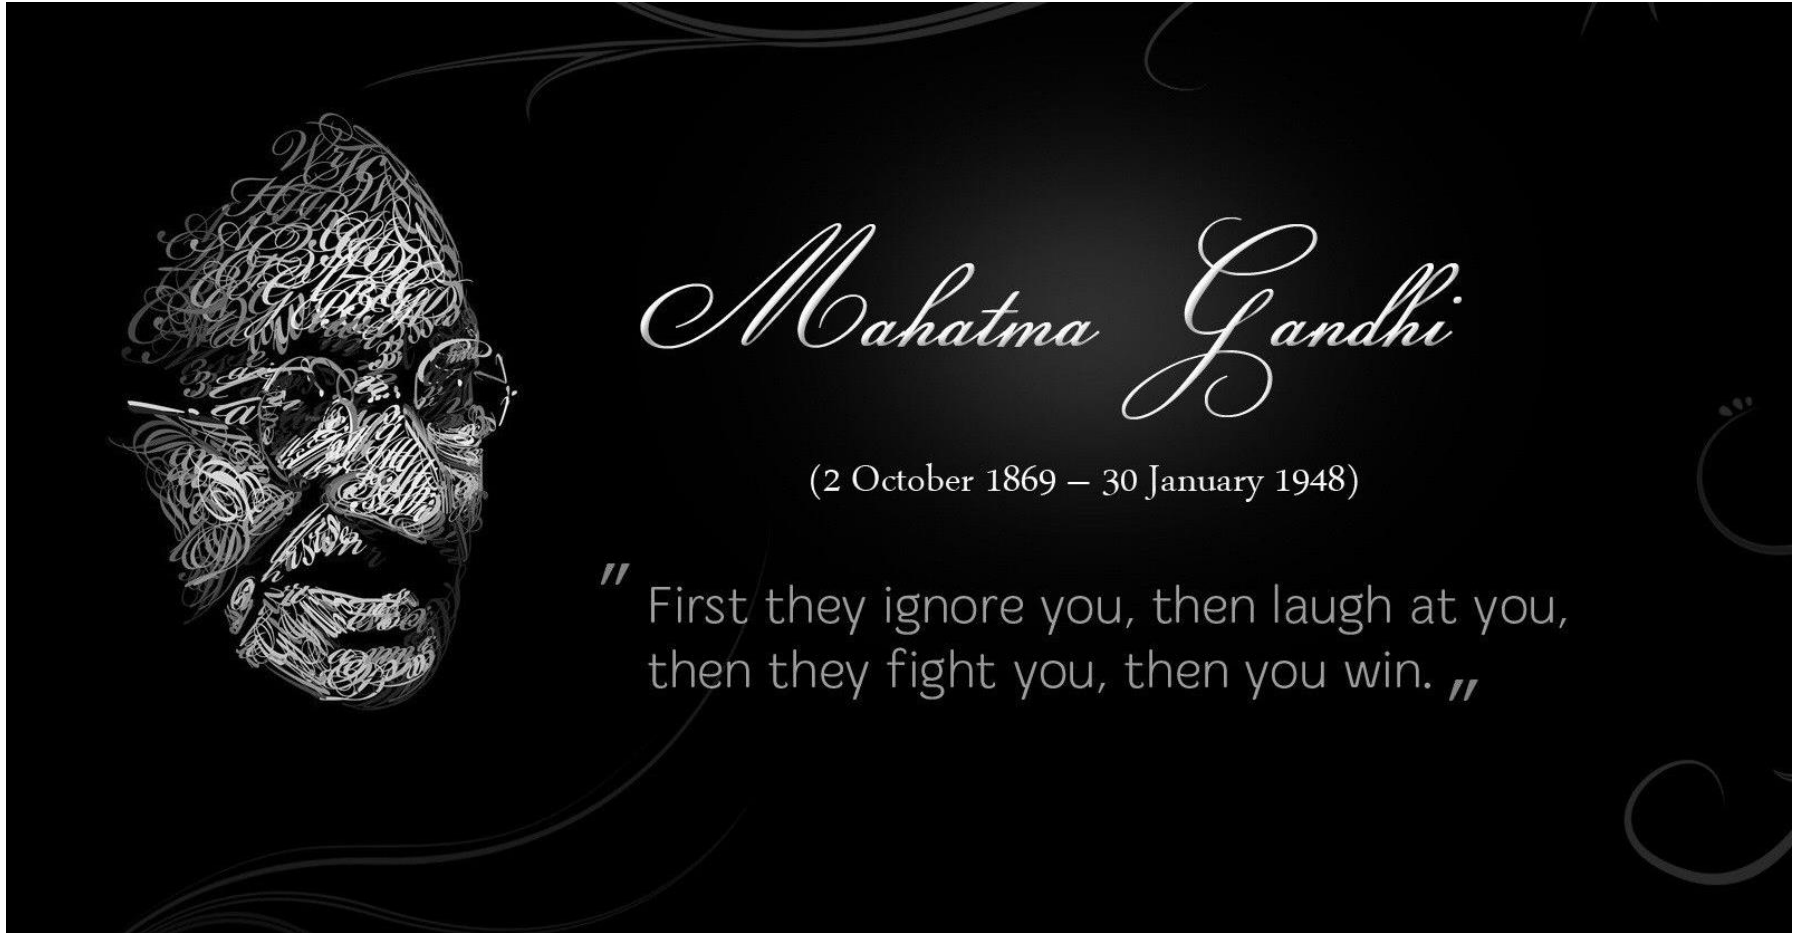 Mahatma Gandhi
(2 October 1869 – 30 January 1948)
" First they ignore you, then laugh at you,
then they fight you, then you win. "